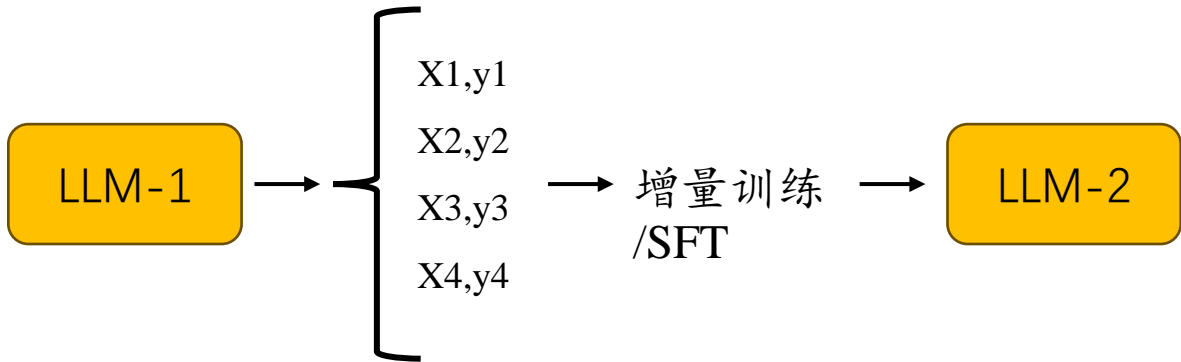 LLM-1
X1,y1
X2,y2
X3,y3
X4,y4
增量训练
/SFT
LLM-2